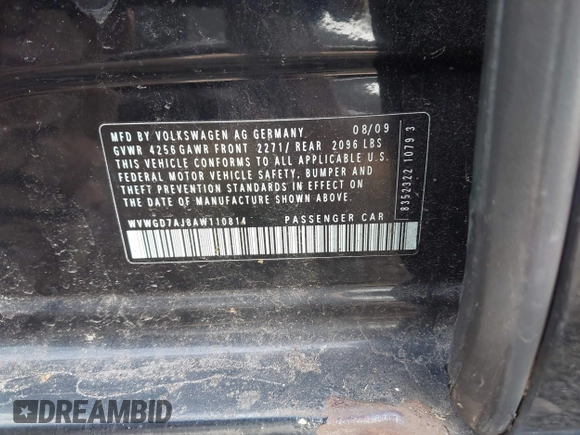 MFD BY VOLKSWAGEN AG GERMANY 08/09
GVWR 4256 GAWR FRONT 2271/ REAR 2096 LBS
THIS VEHICLE CONFORMS TO ALL APPLICABLE U.S.
FEDERAL MOTOR VEHICLE SAFETY, BUMPER AND
THEFT PREVENTION STANDARDS IN EFFECT ON
THE DATE OF MANUFACTURE SHOWN ABOVE.
WVWGD7AJ8AW110814 PASSENGER CAR
8352322 1079 3
DREAMBID